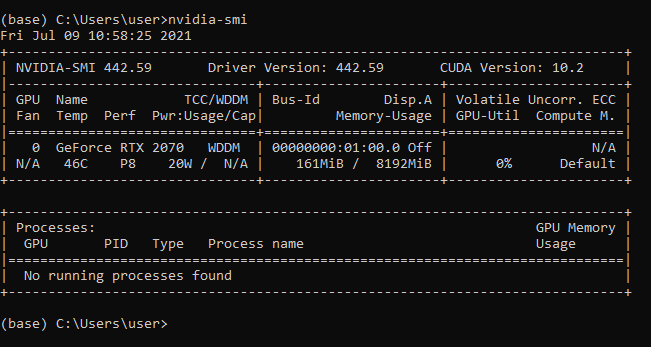 (base) C:\Users\user>nvidia-smi
Fri Jul 09 10:58:25 2021
+-----------------------------------------------------------------------------+
| NVIDIA-SMI 442.59       Driver Version: 442.59       CUDA Version: 10.2     |
|-------------------------------+----------------------+----------------------+
| GPU  Name            TCC/WDDM | Bus-Id        Disp.A | Volatile Uncorr. ECC |
| Fan  Temp  Perf  Pwr:Usage/Cap|         Memory-Usage | GPU-Util  Compute M. |
|===============================+======================+======================|
|   0  GeForce RTX 2070   WDDM  | 00000000:01:00.0 Off |                  N/A |
| N/A   46C    P8    20W /  N/A |    161MiB /  8192MiB |      0%      Default |
+-------------------------------+----------------------+----------------------+

+-----------------------------------------------------------------------------+
| Processes:                                                       GPU Memory |
|  GPU       PID   Type   Process name                             Usage      |
|=============================================================================|
|  No running processes found                                                 |
+-----------------------------------------------------------------------------+

(base) C:\Users\user>